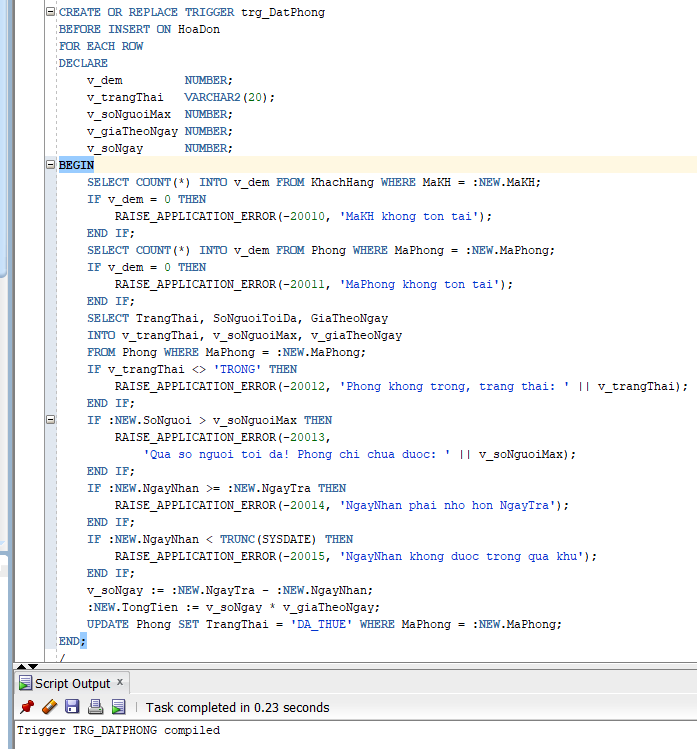 CREATE OR REPLACE TRIGGER trg_DatPhong
BEFORE INSERT ON HoaDon
FOR EACH ROW
DECLARE
    v_dem         NUMBER;
    v_trangThai   VARCHAR2(20);
    v_soNguoiMax  NUMBER;
    v_giaTheoNgay NUMBER;
    v_soNgay      NUMBER;
BEGIN
    SELECT COUNT(*) INTO v_dem FROM KhachHang WHERE MaKH = :NEW.MaKH;
    IF v_dem = 0 THEN
        RAISE_APPLICATION_ERROR(-20010, 'MaKH khong ton tai');
    END IF;
    SELECT COUNT(*) INTO v_dem FROM Phong WHERE MaPhong = :NEW.MaPhong;
    IF v_dem = 0 THEN
        RAISE_APPLICATION_ERROR(-20011, 'MaPhong khong ton tai');
    END IF;
    SELECT TrangThai, SoNguoiToiDa, GiaTheoNgay
    INTO v_trangThai, v_soNguoiMax, v_giaTheoNgay
    FROM Phong WHERE MaPhong = :NEW.MaPhong;
    IF v_trangThai <> 'TRONG' THEN
        RAISE_APPLICATION_ERROR(-20012, 'Phong khong trong, trang thai: ' || v_trangThai);
    END IF;
    IF :NEW.SoNguoi > v_soNguoiMax THEN
        RAISE_APPLICATION_ERROR(-20013,
            'Qua so nguoi toi da! Phong chi chua duoc: ' || v_soNguoiMax);
    END IF;
    IF :NEW.NgayNhan >= :NEW.NgayTra THEN
        RAISE_APPLICATION_ERROR(-20014, 'NgayNhan phai nho hon NgayTra');
    END IF;
    IF :NEW.NgayNhan < TRUNC(SYSDATE) THEN
        RAISE_APPLICATION_ERROR(-20015, 'NgayNhan khong duoc trong qua khu');
    END IF;
    v_soNgay := :NEW.NgayTra - :NEW.NgayNhan;
    :NEW.TongTien := v_soNgay * v_giaTheoNgay;
    UPDATE Phong SET TrangThai = 'DA_THUE' WHERE MaPhong = :NEW.MaPhong;
END;
/
Script Output x
Task completed in 0.23 seconds
Trigger TRG_DATPHONG compiled